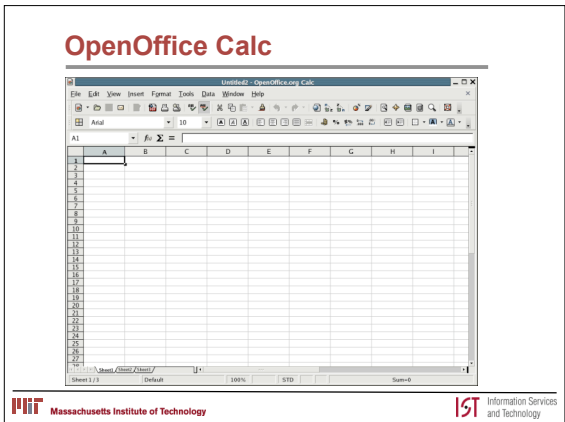 OpenOffice Calc
Untitled2 - OpenOffice.org Calc
File Edit View Insert Format Tools Data Window Help
Arial 10
A1
A B C D E F G H I
1
2
3
4
5
6
7
8
9
10
11
12
13
14
15
16
17
18
19
20
21
22
23
24
25
26
27
Sheet1 Sheet2 Sheet3
Sheet 1 / 3 Default 100% STD Sum=0
Massachusetts Institute of Technology
IST Information Services
and Technology